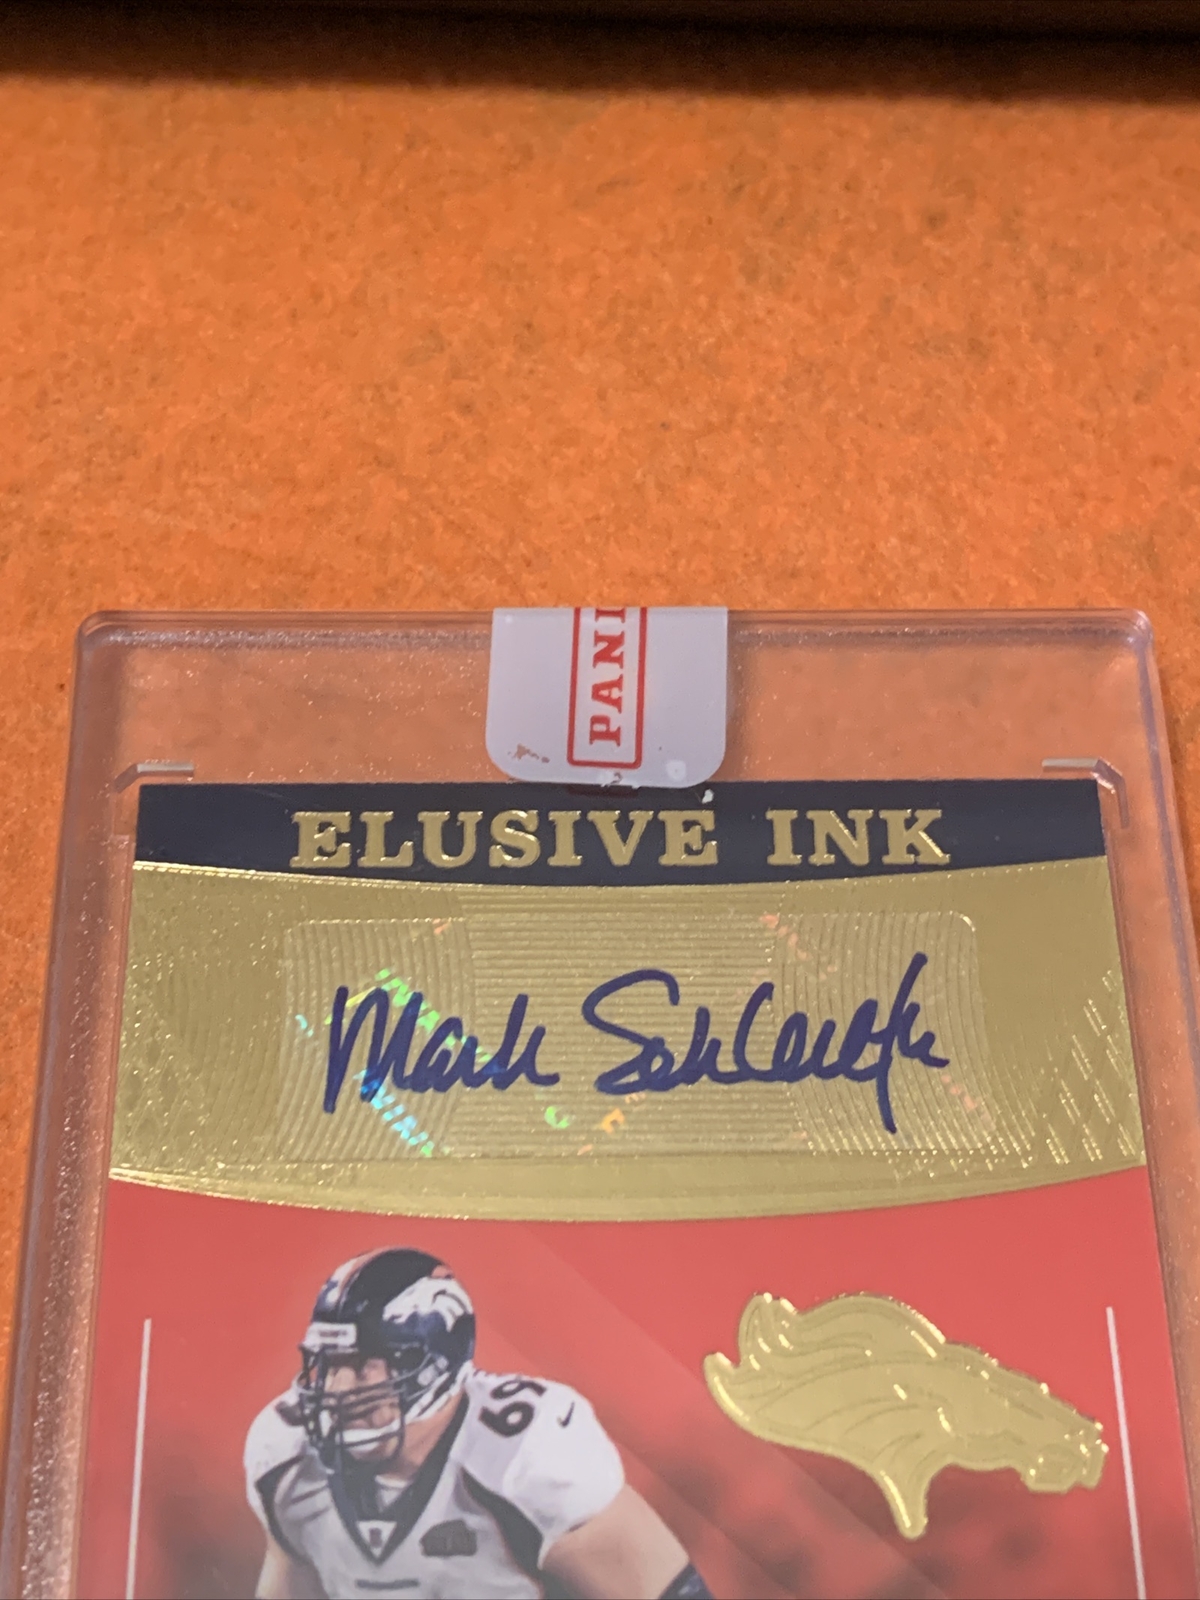 PANI
ELUSIVE INK
Mark Schlereth
69